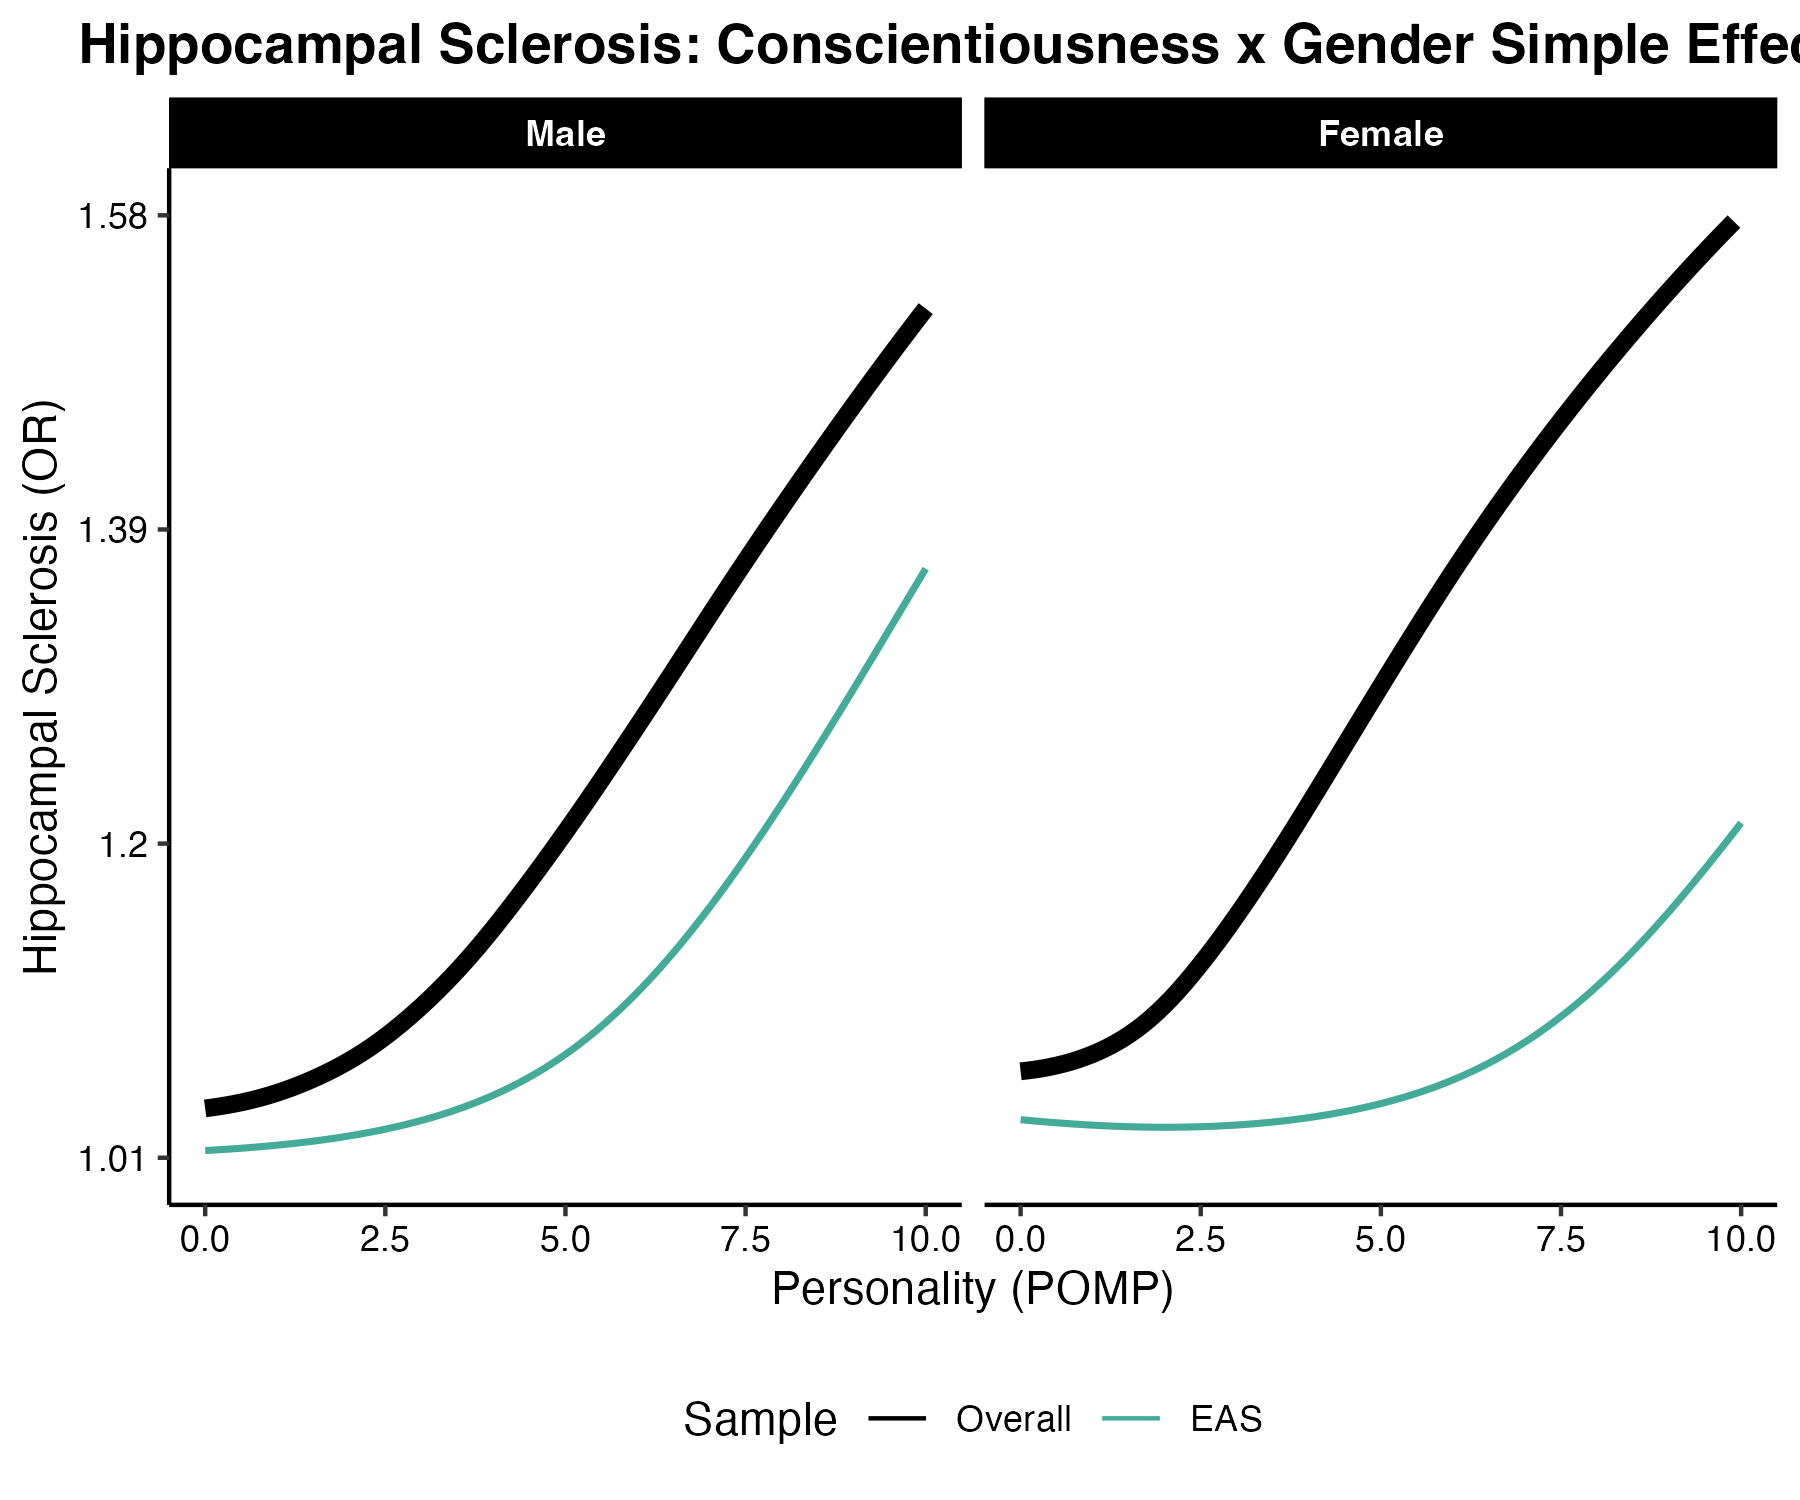 Hippocampal Sclerosis: Conscientiousness x Gender Simple Effec
Male
Female
Hippocampal Sclerosis (OR)
1.58
1.39
1.2
1.01
0.0 2.5 5.0 7.5 10.0
0.0 2.5 5.0 7.5 10.0
Personality (POMP)
Sample Overall EAS